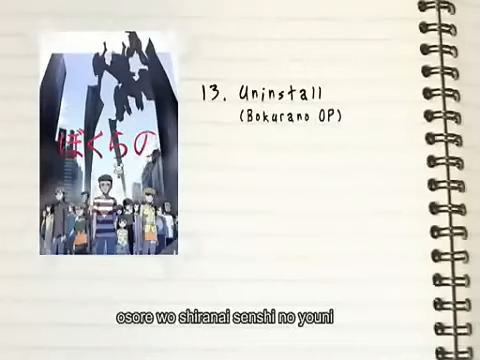 13. Uninstall
(Bokurano OP)
ぼくらの
osore wo shiranai senshi no youni